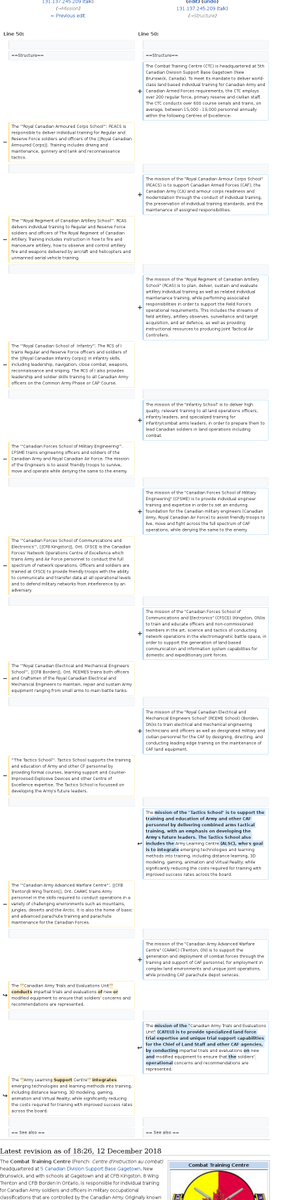 131.137.245.209 (talk)
(→Mission)
← Previous edit
(edit) (undo)
131.137.245.209 (talk)
(→Structure)
Line 50:
Line 50:
==Structure==
==Structure==
The Combat Training Centre (CTC) is headquartered at 5th
Canadian Division Support Base Gagetown (New
Brunswick, Canada). To meet its mandate to deliver world-
class land based individual training for Canadian Army and
Canadian Armed Forces requirements, the CTC employs
over 200 regular force, primary reserve and civilian staff.
The CTC conducts over 600 course serials and trains, on
average, between 15,000 - 18,000 personnel annually
within the following Centres of Excellence:
The '''Royal Armoured Corps School''': RCACS is
responsible to deliver individual training for Regular and
Reserve Force soldiers and officers of the [[Royal Canadian
Armoured Corps]]. Training includes driving and
maintenance, gunnery and tank and reconnaissance
tactics.
The mission of the "Royal Armour Corps School"
(RCACS) is to support Canadian Armed Forces (CAF), the
Canadian Army (CA) and armour corps readiness and
modernization through the conduct of individual training,
the preservation of individual training standards, and the
maintenance of assigned responsibilities.
The '''Royal Regiment of Canadian Artillery School''': RCAS
delivers individual training to Regular and Reserve Force
soldiers and officers of The Royal Regiment of Canadian
Artillery. Training includes instruction in how to fire and
maneuver artillery, how to observe and control artillery
fire and weapons delivered by aircraft and helicopters and
unmanned aerial vehicle training.
The mission of the "Royal Regiment of Canadian Artillery
School" (RCAS) is to plan, deliver, sustain and evaluate
artillery individual training as well as related individual
maintenance training, while performing associated
responsibilities in order to support the Field Force's
operational requirements. This includes the streams of
field artillery, artillery observers, surveillance and target
acquisition, and air defence, as well as providing
instructional resources to producing Joint Tactical Air
Controllers.
The '''Royal Canadian School of Infantry''': The RCS of I
trains Regular and Reserve Force officers and soldiers of
the [[Royal Canadian Infantry Corps]] in infantry skills,
including leadership, navigation, close combat, weapons,
reconnaissance and sniping. The RCS of I also provides
leadership and soldier skills training to all Canadian Army
officers on the Common Army Phase or CAF Course.
The mission of the "Infantry School" is to deliver high
quality, relevant training to all land operations officers,
infantry leaders, and specialized training for
infantry/combat arms leaders, in order to prepare them to
lead Canadian soldiers in land operations including
combat.
The '''Canadian Forces School of Military Engineering''':
CFSME trains engineering officers and soldiers of the
Canadian Army and Royal Canadian Air Force. The mission
of the Engineers is to assist friendly troops to survive,
move and operate while denying the same to the enemy.
The mission of the "Canadian Forces School of Military
Engineering" (CFSME) is to provide individual engineer
training and expertise in order to set an enduring
foundation for the Canadian military engineers (Canadian
Army, Royal Canadian Air Force) to assist friendly troops to
live, move and fight across the full spectrum of CAF
operations, while denying the same to the enemy.
The '''Canadian Forces School of Communications and
Electronics''', [[CFB Kingston]], Ont. CFSCE is the Canadian
Forces' Network Operations Centre of Excellence which
trains Army and Air Force personnel to conduct the full
spectrum of network operations. Officers and soldiers are
trained at CFSCE to provide friendly troops with the ability
to communicate and transfer data at all operational levels
and to defend military networks from interference by an
adversary.
The mission of the "Canadian Forces School of
Communications and Electronics" (CFSCE) (Kingston, ON)is
to train and educate officers and non-commissioned
members in the art, science and tactics of conducting
network operations in the electromagnetic battle space, in
order to support the generation of land based
communication and information system capabilities for
domestic and expeditionary joint forces.
The '''Royal Canadian Electrical and Mechanical Engineers
School''', [[CFB Borden]], Ont. RCEMES trains both officers
and Craftsmen of the Royal Canadian Electrical and
Mechanical Engineers to maintain, repair and sustain Army
equipment ranging from small arms to main battle tanks.
The mission of the "Royal Canadian Electrical and
Mechanical Engineers School" (RCEME School) (Borden,
ON)is to train electrical and mechanical engineering
technicians and officers as well as designated military and
civilian personnel for the CAF by designing, directing, and
conducting leading edge training on the maintenance of
CAF land equipment.
'''The Tactics School''. Tactics School supports the training
and education of Army and other CF personnel by
providing formal courses, learning support and Counter-
Improvised Explosive Devices and other Centre of
Excellence expertise. The Tactics School is focussed on
developing the Army's future leaders.
The mission of the "Tactics School" is to support the
training and education of Army and other CAF
personnel by delivering combined arms tactical
training, with an emphasis on developing the
Army's future leaders. The Tactics School also
includes the Army Learning Centre (ALSC), who's goal
is to integrate emerging technologies and learning
methods into training, including distance learning, 3D
modeling, gaming, animation and Virtual Reality, while
significantly reducing the costs required for training with
improved success rates across the board.
The '''Canadian Army Advanced Warfare Centre''', [[CFB
Trenton|8 Wing Trenton]], Ont. CAAWC trains Army
personnel in the skills required to conduct operations in a
variety of challenging environments such as mountains,
jungles, deserts and the Arctic. It is also the home of basic
and advanced parachute training and parachute
maintenance for the Canadian Forces.
The mission of the "Canadian Army Advanced Warfare
Centre" (CAAWC) (Trenton, ON) is to support the
generation and deployment of combat forces through the
training and support of CAF personnel, for employment in
complex land environments and unique joint operations,
while providing CAF parachute depot services.
The '''Canadian Army Trials and Evaluations Unit'''
conducts impartial trials and evaluations of new or
modified equipment to ensure that soldiers' concerns and
recommendations are represented.
The mission of the "Canadian Army Trials and Evaluations
Unit" (CATEU) is to provide specialized land force
trial expertise and unique trial support capabilities
for the Chief of Land Staff and other CAF agencies,
by conducting impartial trials and evaluations on new
and modified equipment to ensure that the soldiers'
operational concerns and recommendations are
represented.
The '''Army Learning Support Centre''' integrates
emerging technologies and learning methods into training,
including distance learning, 3D modeling, gaming,
animation and Virtual Reality, while significantly reducing
the costs required for training with improved success rates
across the board.
== See also ==
== See also ==
Latest revision as of 18:26, 12 December 2018
The Combat Training Centre (French: Centre d'instruction au combat)
headquartered at 5 Canadian Division Support Base Gagetown, New
Brunswick, and with schools at Gagetown and at CFB Kingston, 8 Wing
Trenton and CFB Borden in Ontario, is responsible for individual training
for Canadian Army soldiers and officers in military occupational
classifications that are controlled by the Canadian Army. Originally known
Combat Training Centre